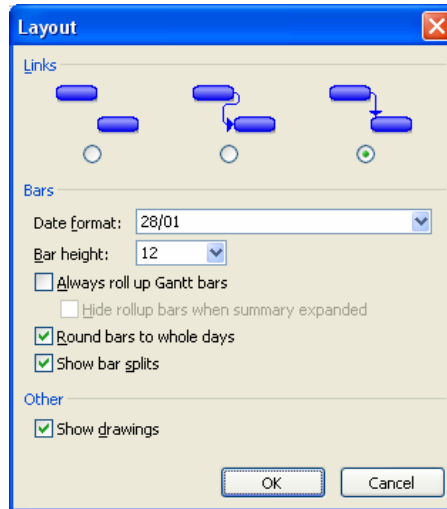 Layout
Links
Bars
Date format: 28/01
Bar height: 12
Always roll up Gantt bars
Hide rollup bars when summary expanded
Round bars to whole days
Show bar splits
Other
Show drawings
OK Cancel